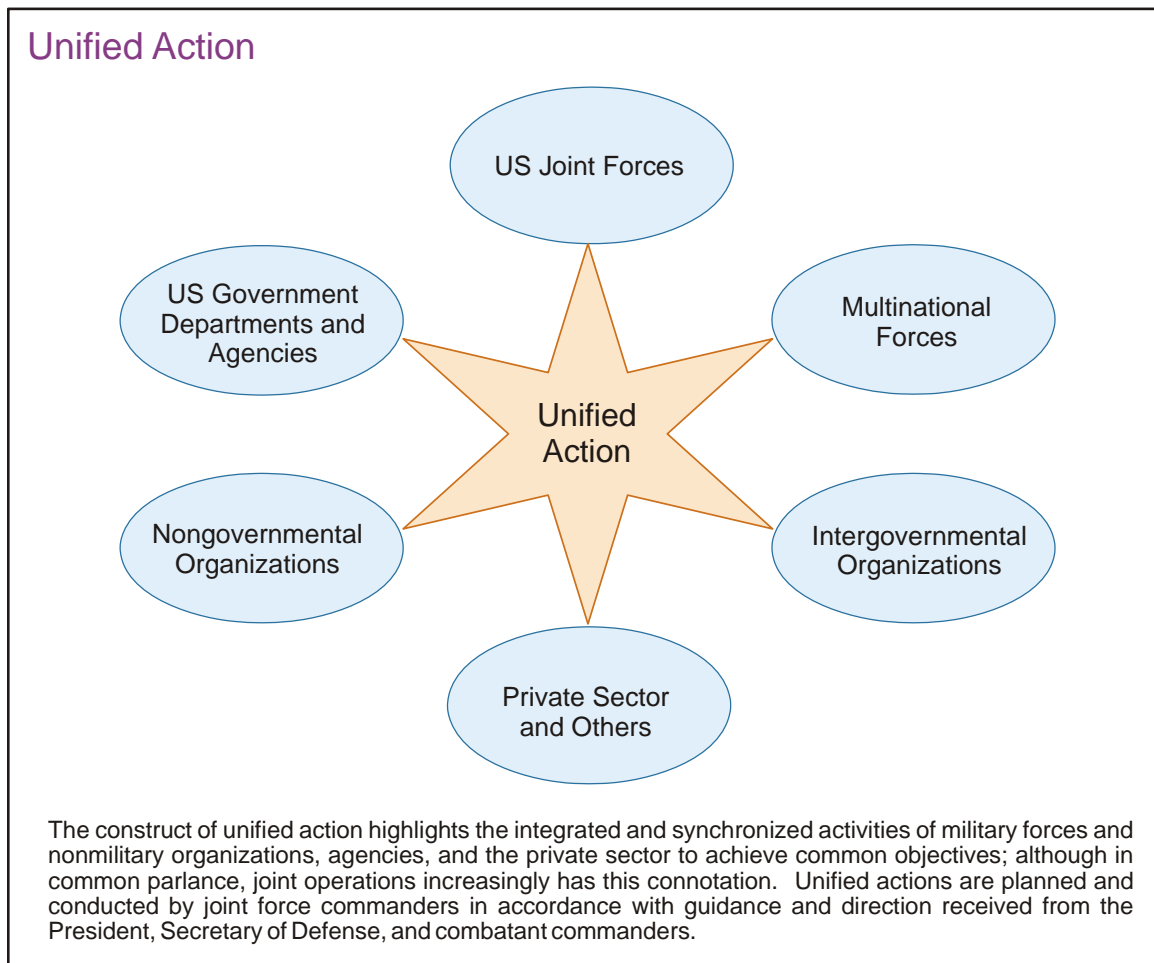 Unified Action
US Joint Forces
US Government
Departments and
Agencies
Multinational
Forces
Unified
Action
Nongovernmental
Organizations
Intergovernmental
Organizations
Private Sector
and Others
The construct of unified action highlights the integrated and synchronized activities of military forces and
nonmilitary organizations, agencies, and the private sector to achieve common objectives; although in
common parlance, joint operations increasingly has this connotation.  Unified actions are planned and
conducted by joint force commanders in accordance with guidance and direction received from the
President, Secretary of Defense, and combatant commanders.